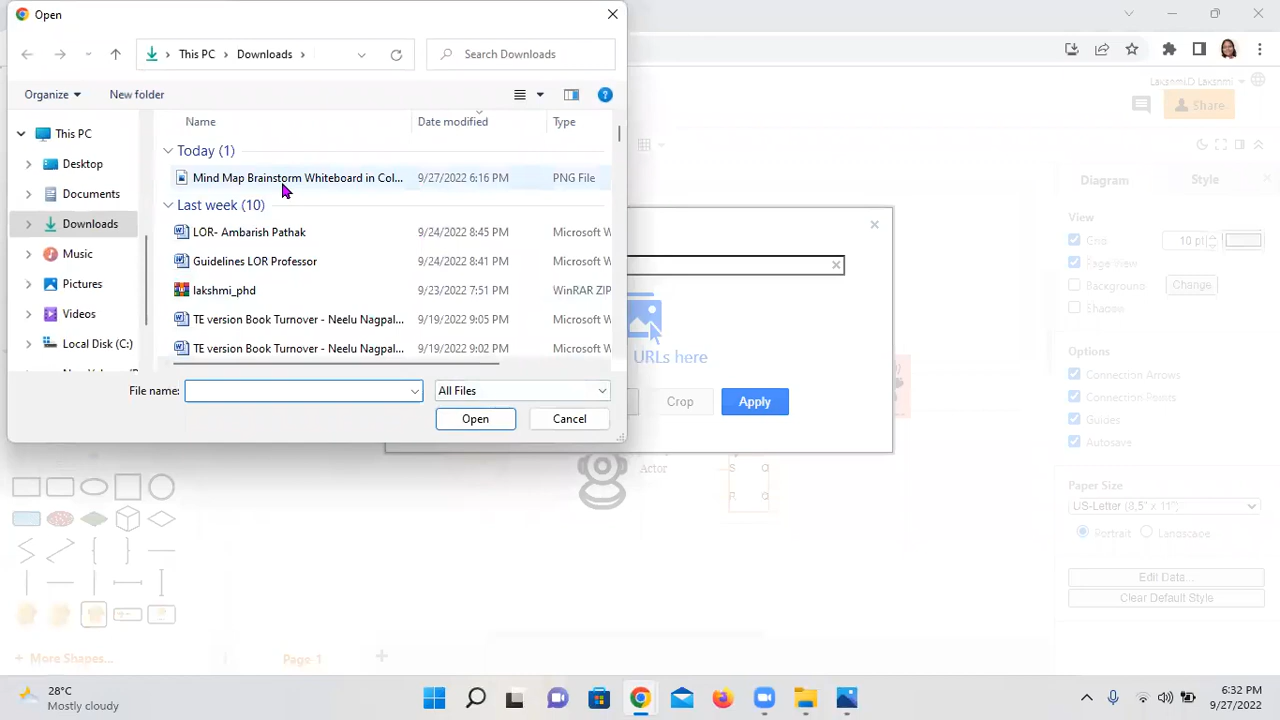 Open
This PC
Downloads
Search Downloads
Organize
New folder
Name
Date modified
Type
This PC
Desktop
Documents
Downloads
Music
Pictures
Videos
Local Disk (C:)
Today (1)
Mind Map Brainstorm Whiteboard in Col... 9/27/2022 6:16 PM PNG File
Last week (10)
LOR- Ambarish Pathak 9/24/2022 8:45 PM Microsoft W
Guidelines LOR Professor 9/24/2022 8:41 PM Microsoft W
lakshmi_phd 9/23/2022 7:51 PM WinRAR ZIP
TE version Book Turnover - Neelu Nagpal... 9/19/2022 9:05 PM Microsoft W
TE version Book Turnover - Neelu Nagpal... 9/19/2022 9:02 PM Microsoft W
File name:
All Files
Open
Cancel
URLs here
Crop
Apply
Actor
S Q
R Q
Share
Diagram
Style
View
Grid
10 pt
Page View
Background
Change
Shadow
Options
Connection Arrows
Connection Points
Guides
Autosave
Paper Size
US-Letter (8,5" x 11")
Portrait
Landscape
Edit Data...
Clear Default Style
+ More Shapes...
Page-1
28°C
Mostly cloudy
6:32 PM
9/27/2022